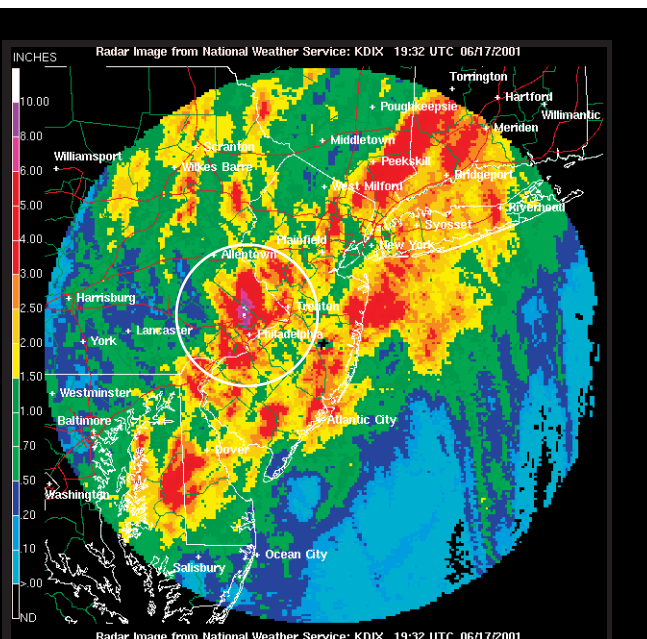 Radar Image from National Weather Service: KDIX 19:32 UTC 06/17/2001
INCHES
10.00
8.00
6.00
5.00
4.00
3.00
2.50
2.00
1.50
1.00
.70
.50
.20
.10
>.00
ND
Torrington
Hartford
Poughkeepsie
Willimantic
Meriden
Middletown
Scranton
Williamsport
Wilkes Barre
Peekskill
Bridgeport
West Milford
Riverhead
Syosset
Plainfield
New York
Allentown
Harrisburg
Trenton
Lancaster
Philadelphia
York
Westminster
Baltimore
Atlantic City
Dover
Washington
Ocean City
Salisbury
Radar Image from National Weather Service: KDIX 19:32 UTC 06/17/2001